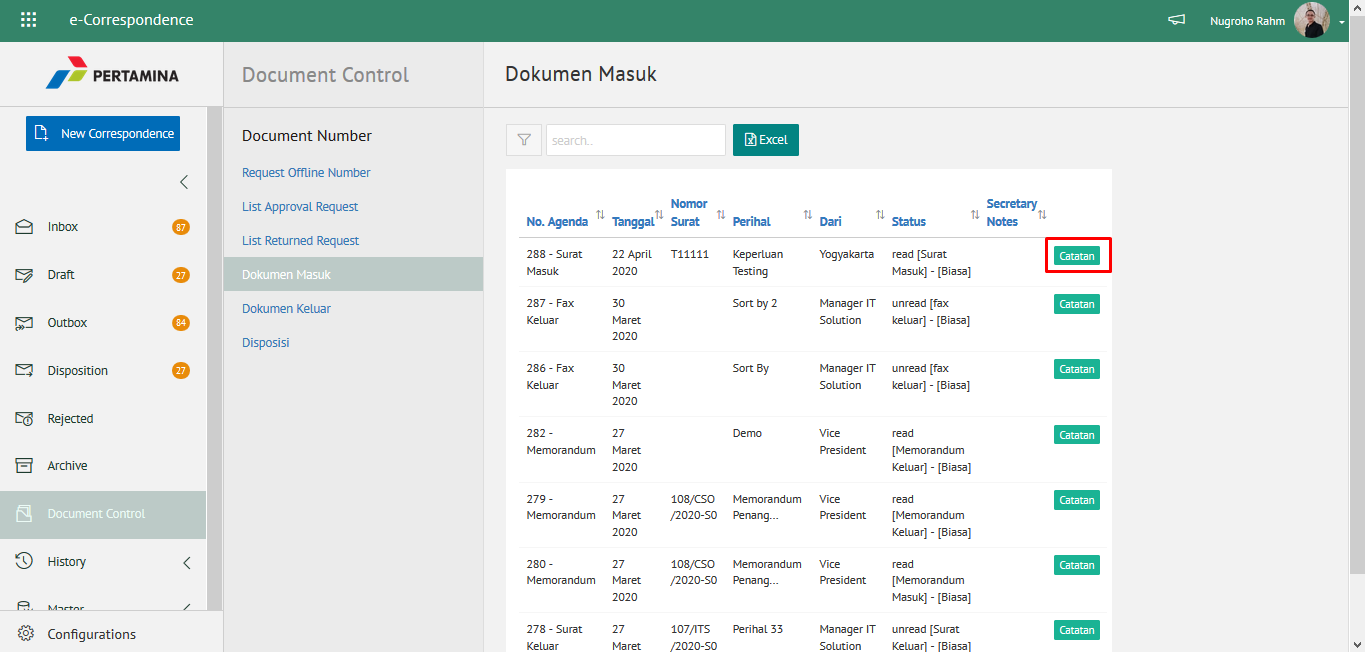 e-Correspondence
Nugroho Rahm
PERTAMINA
New Correspondence
Inbox 87
Draft 27
Outbox 84
Disposition 27
Rejected
Archive
Document Control
History
Master
Configurations
Document Control
Document Number
Request Offline Number
List Approval Request
List Returned Request
Dokumen Masuk
Dokumen Keluar
Disposisi
Dokumen Masuk
search..
Excel
No. Agenda Tanggal Nomor Surat Perihal Dari Status Secretary Notes
288 - Surat Masuk 22 April 2020 T11111 Keperluan Testing Yogyakarta read [Surat Masuk] - [Biasa] Catatan
287 - Fax Keluar 30 Maret 2020 Sort by 2 Manager IT Solution unread [fax keluar] - [Biasa] Catatan
286 - Fax Keluar 30 Maret 2020 Sort By Manager IT Solution unread [fax keluar] - [Biasa] Catatan
282 - Memorandum 27 Maret 2020 Demo Vice President read [Memorandum Keluar] - [Biasa] Catatan
279 - Memorandum 27 Maret 2020 108/CSO /2020-S0 Memorandum Penang... Vice President read [Memorandum Keluar] - [Biasa] Catatan
280 - Memorandum 27 Maret 2020 108/CSO /2020-S0 Memorandum Penang... Vice President read [Memorandum Masuk] - [Biasa] Catatan
278 - Surat Keluar 27 Maret 107/ITS /2020-S0 Perihal 33 Manager IT Solution unread [Surat Keluar] - [Biasa] Catatan